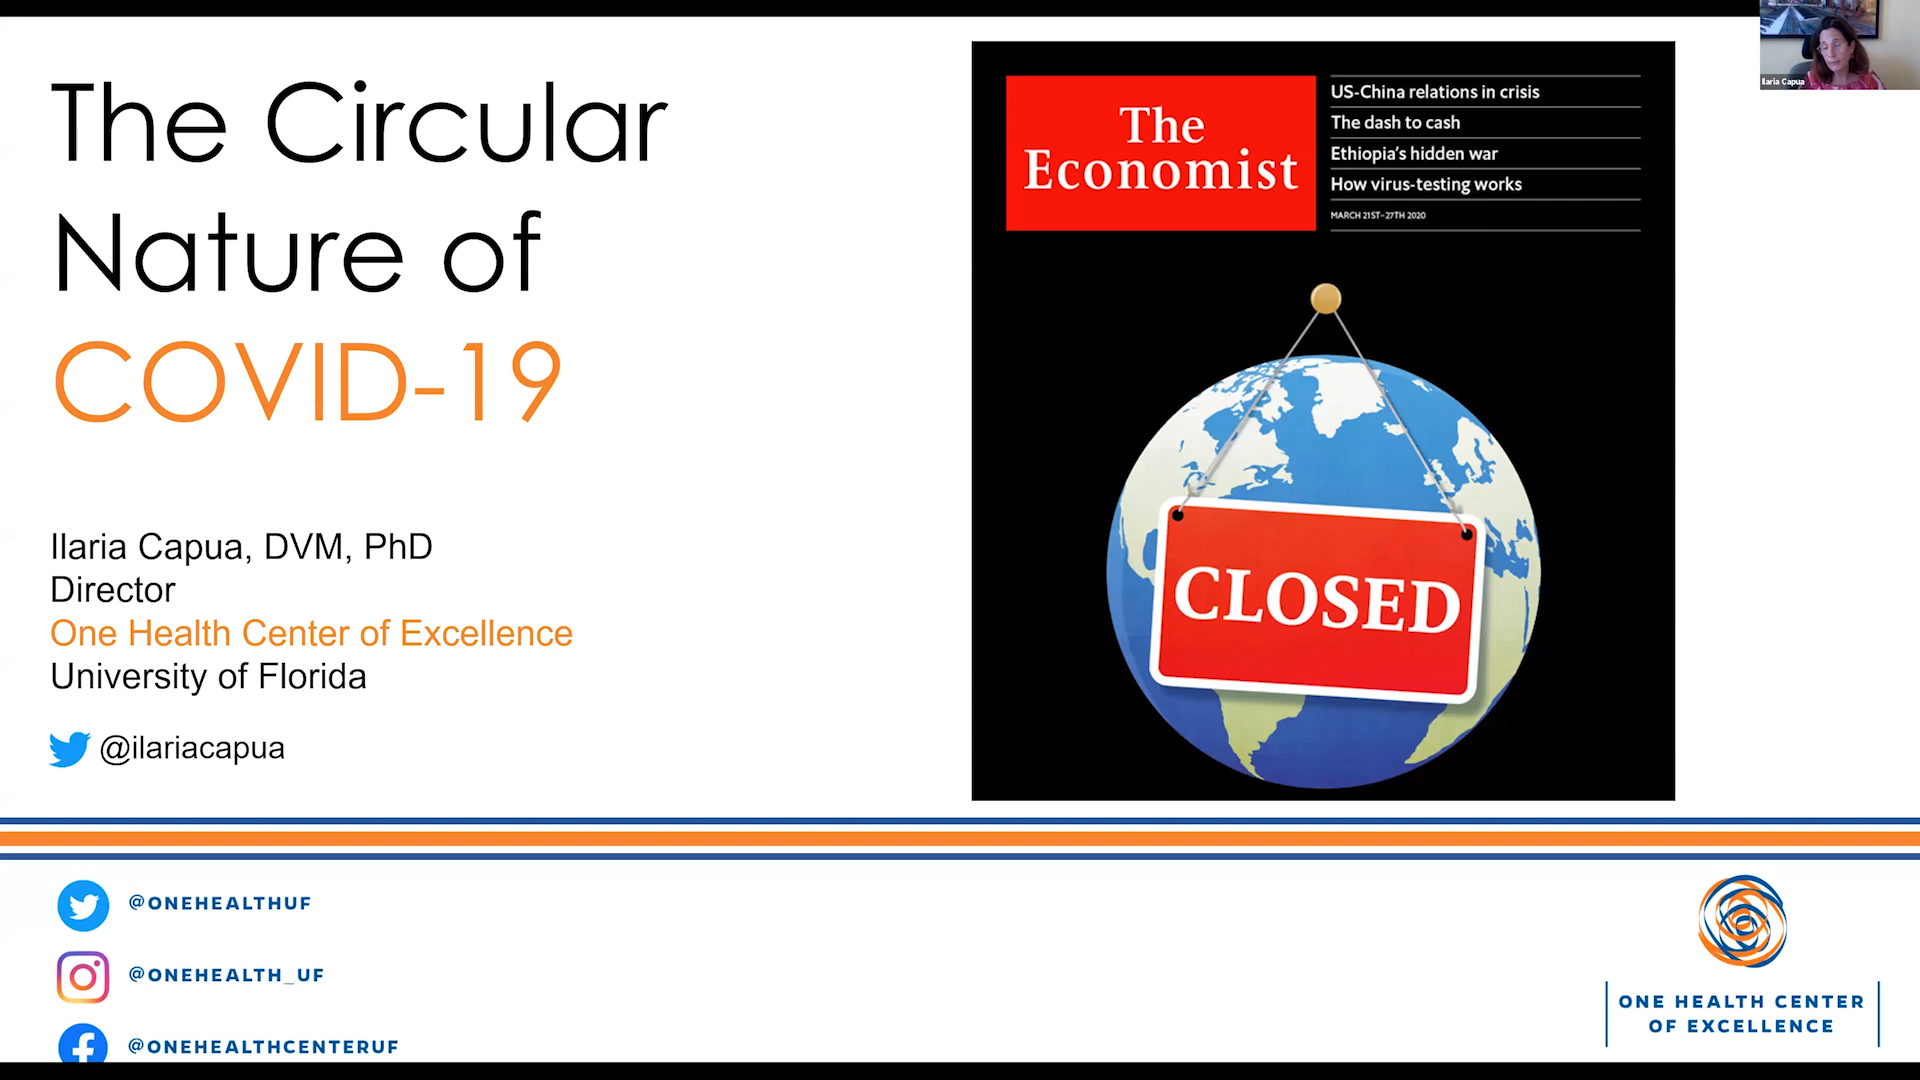 The Circular
Nature of
COVID-19
Ilaria Capua, DVM, PhD
Director
One Health Center of Excellence
University of Florida
@ilariacapua
The
Economist
US-China relations in crisis
The dash to cash
Ethiopia's hidden war
How virus-testing works
MARCH 21ST–27TH 2020
CLOSED
Ilaria Capua
@ONEHEALTHUF
@ONEHEALTH_UF
@ONEHEALTHCENTERUF
ONE HEALTH CENTER
OF EXCELLENCE